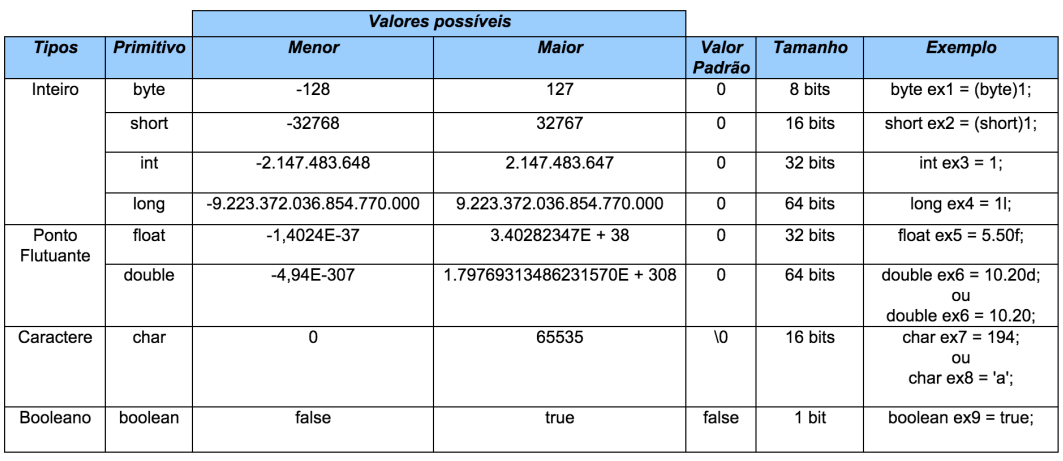 Valores possíveis
Tipos Primitivo Menor Maior Valor Padrão Tamanho Exemplo
Inteiro byte -128 127 0 8 bits byte ex1 = (byte)1;
short -32768 32767 0 16 bits short ex2 = (short)1;
int -2.147.483.648 2.147.483.647 0 32 bits int ex3 = 1;
long -9.223.372.036.854.770.000 9.223.372.036.854.770.000 0 64 bits long ex4 = 1l;
Ponto Flutuante float -1,4024E-37 3.40282347E + 38 0 32 bits float ex5 = 5.50f;
double -4,94E-307 1.79769313486231570E + 308 0 64 bits double ex6 = 10.20d;
ou
double ex6 = 10.20;
Caractere char 0 65535 \0 16 bits char ex7 = 194;
ou
char ex8 = 'a';
Booleano boolean false true false 1 bit boolean ex9 = true;